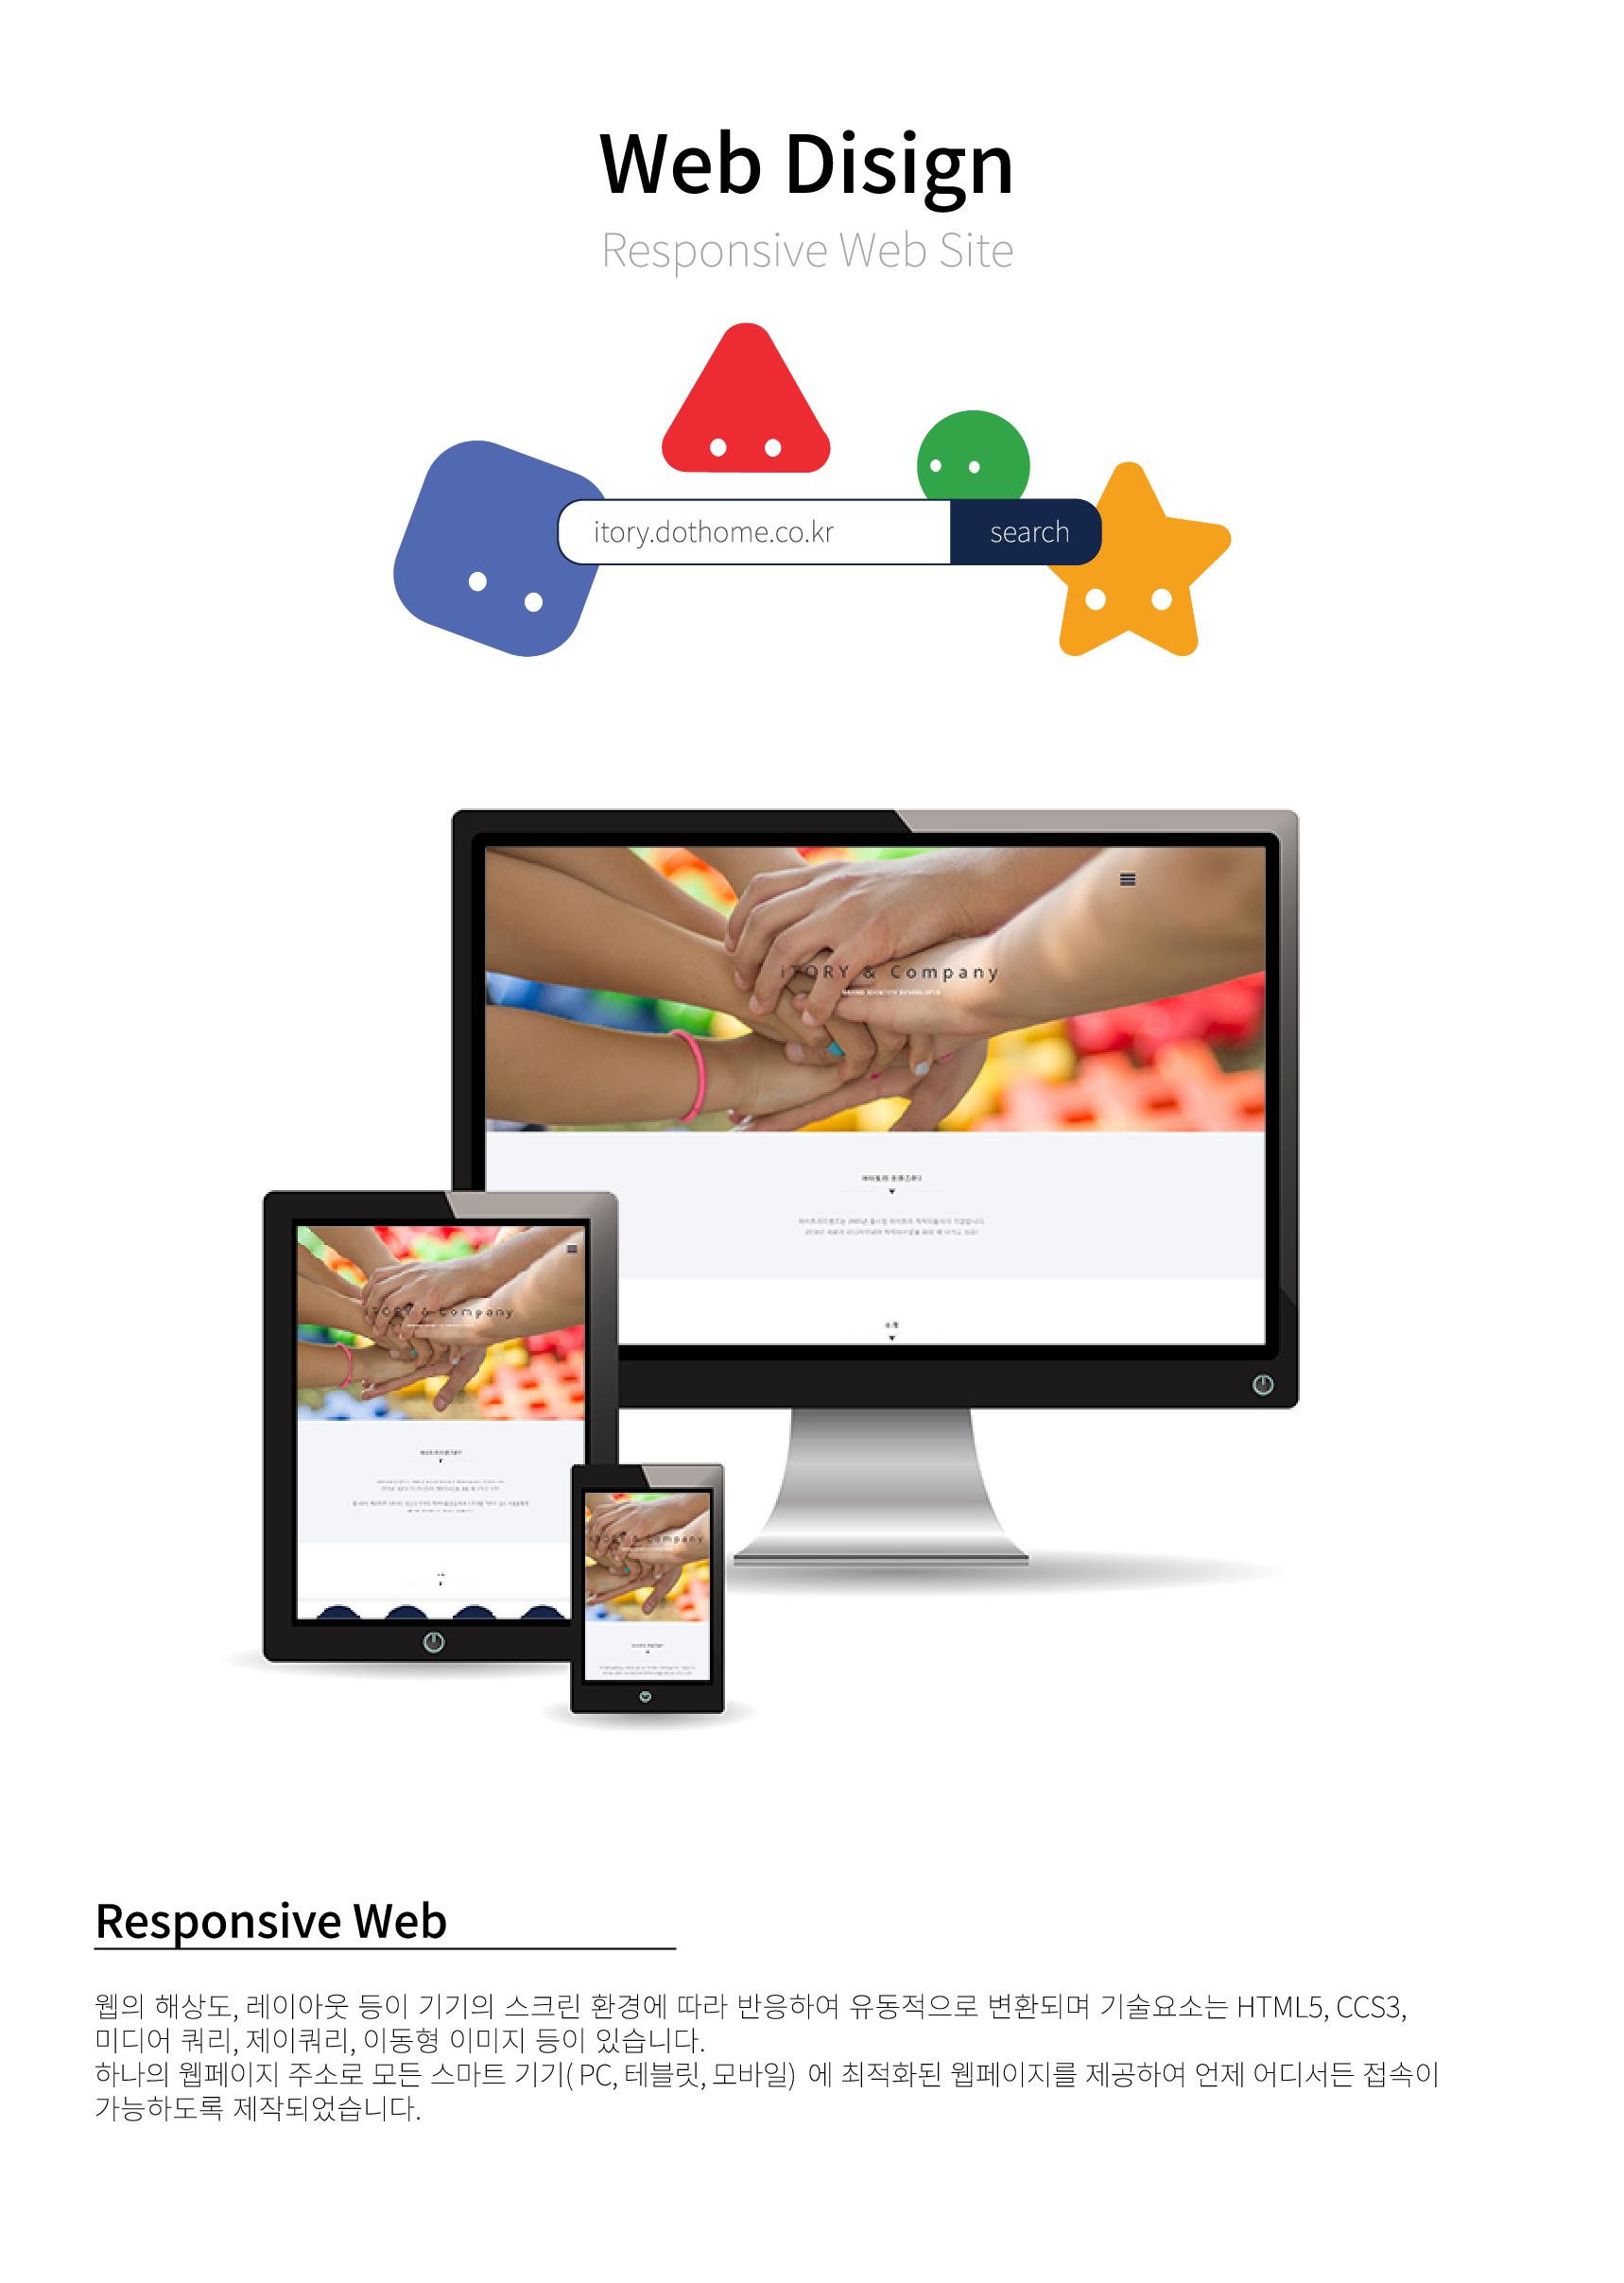 Web Disign
Responsive Web Site
itory.dothome.co.kr
search
iTORY & Company
소개
iTORY & Company
iTORY & Company
Responsive Web
웹의 해상도, 레이아웃 등이 기기의 스크린 환경에 따라 반응하여 유동적으로 변환되며 기술요소는 HTML5, CCS3,
미디어 쿼리, 제이쿼리, 이동형 이미지 등이 있습니다.
하나의 웹페이지 주소로 모든 스마트 기기( PC, 테블릿, 모바일) 에 최적화된 웹페이지를 제공하여 언제 어디서든 접속이
가능하도록 제작되었습니다.